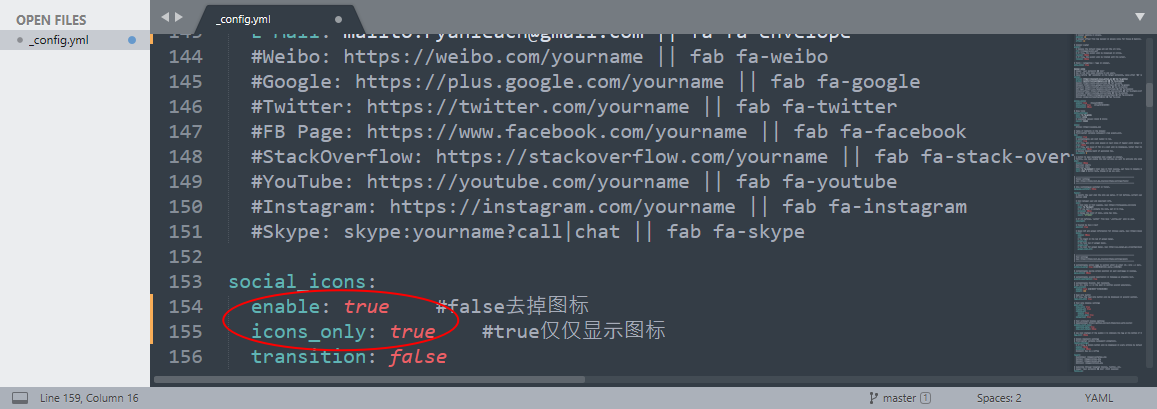 OPEN FILES
_config.yml
_config.yml
144 #Weibo: https://weibo.com/yourname || fab fa-weibo
145 #Google: https://plus.google.com/yourname || fab fa-google
146 #Twitter: https://twitter.com/yourname || fab fa-twitter
147 #FB Page: https://www.facebook.com/yourname || fab fa-facebook
148 #StackOverflow: https://stackoverflow.com/yourname || fab fa-stack-over
149 #YouTube: https://youtube.com/yourname || fab fa-youtube
150 #Instagram: https://instagram.com/yourname || fab fa-instagram
151 #Skype: skype:yourname?call|chat || fab fa-skype
152
153 social_icons:
154 enable: true #false去掉图标
155 icons_only: true #true仅仅显示图标
156 transition: false
Line 159, Column 16
master 1
Spaces: 2
YAML